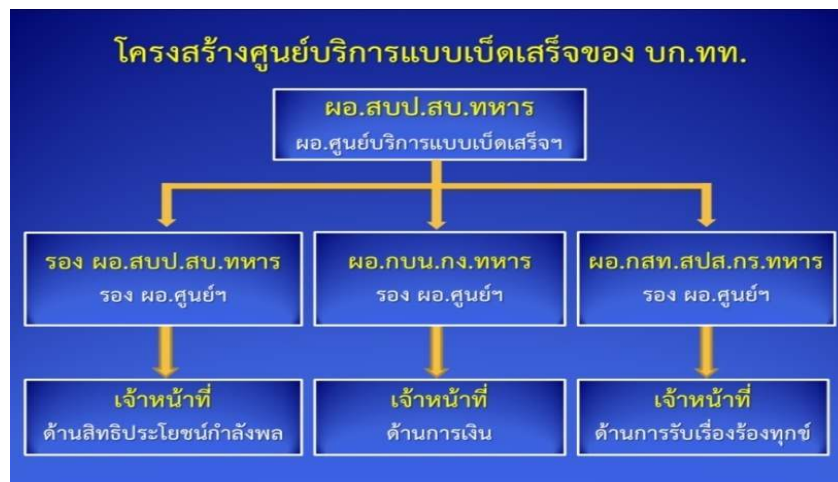 โครงสร้างศูนย์บริการแบบเบ็ดเสร็จของ บก.ทท.
ผอ.สบป.สบ.ทหาร
ผอ.ศูนย์บริการแบบเบ็ดเสร็จฯ
รอง ผอ.สบป.สบ.ทหาร
รอง ผอ.ศูนย์ฯ
ผอ.กบน.กง.ทหาร
รอง ผอ.ศูนย์ฯ
ผอ.กสท.สปส.กร.ทหาร
รอง ผอ.ศูนย์ฯ
เจ้าหน้าที่
ด้านสิทธิประโยชน์กำลังพล
เจ้าหน้าที่
ด้านการเงิน
เจ้าหน้าที่
ด้านการรับเรื่องร้องทุกข์